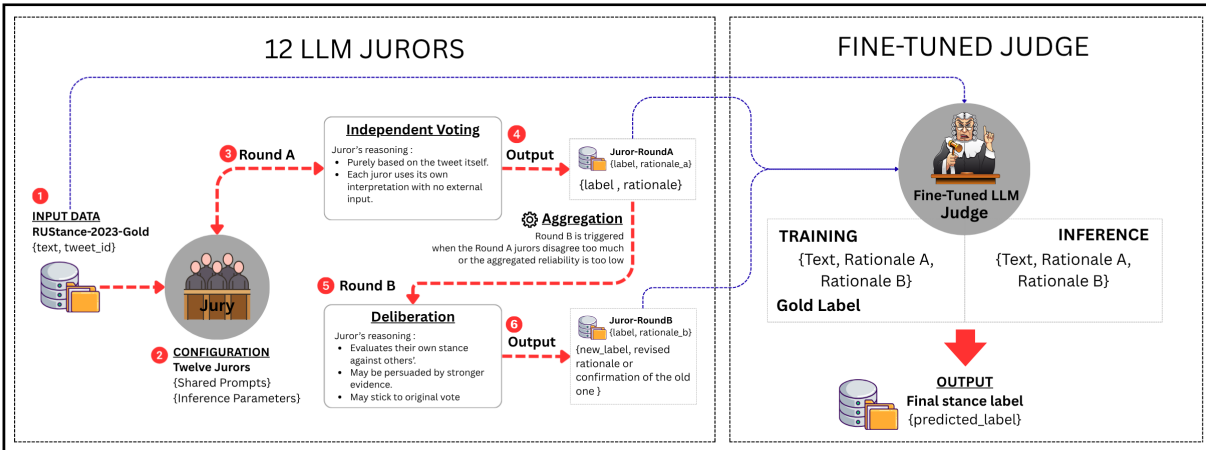 12 LLM JURORS
1
INPUT DATA
RUStance-2023-Gold
{text, tweet_id}
Jury
2
CONFIGURATION
Twelve Jurors
{Shared Prompts}
{Inference Parameters}
3 Round A
Independent Voting
Juror's reasoning :
• Purely based on the tweet itself.
• Each juror uses its own
interpretation with no external
input.
4
Output
Juror-RoundA
{label, rationale_a}
{label , rationale}
Aggregation
Round B is triggered
when the Round A jurors disagree too much
or the aggregated reliability is too low
5 Round B
Deliberation
Juror's reasoning :
• Evaluates their own stance
against others'.
• May be persuaded by stronger
evidence.
• May stick to original vote
6
Output
Juror-RoundB
{label, rationale_b}
{new_label, revised
rationale or
confirmation of the old
one }
FINE-TUNED JUDGE
Fine-Tuned LLM
Judge
TRAINING
{Text, Rationale A,
Rationale B}
Gold Label
INFERENCE
{Text, Rationale A,
Rationale B}
OUTPUT
Final stance label
{predicted_label}